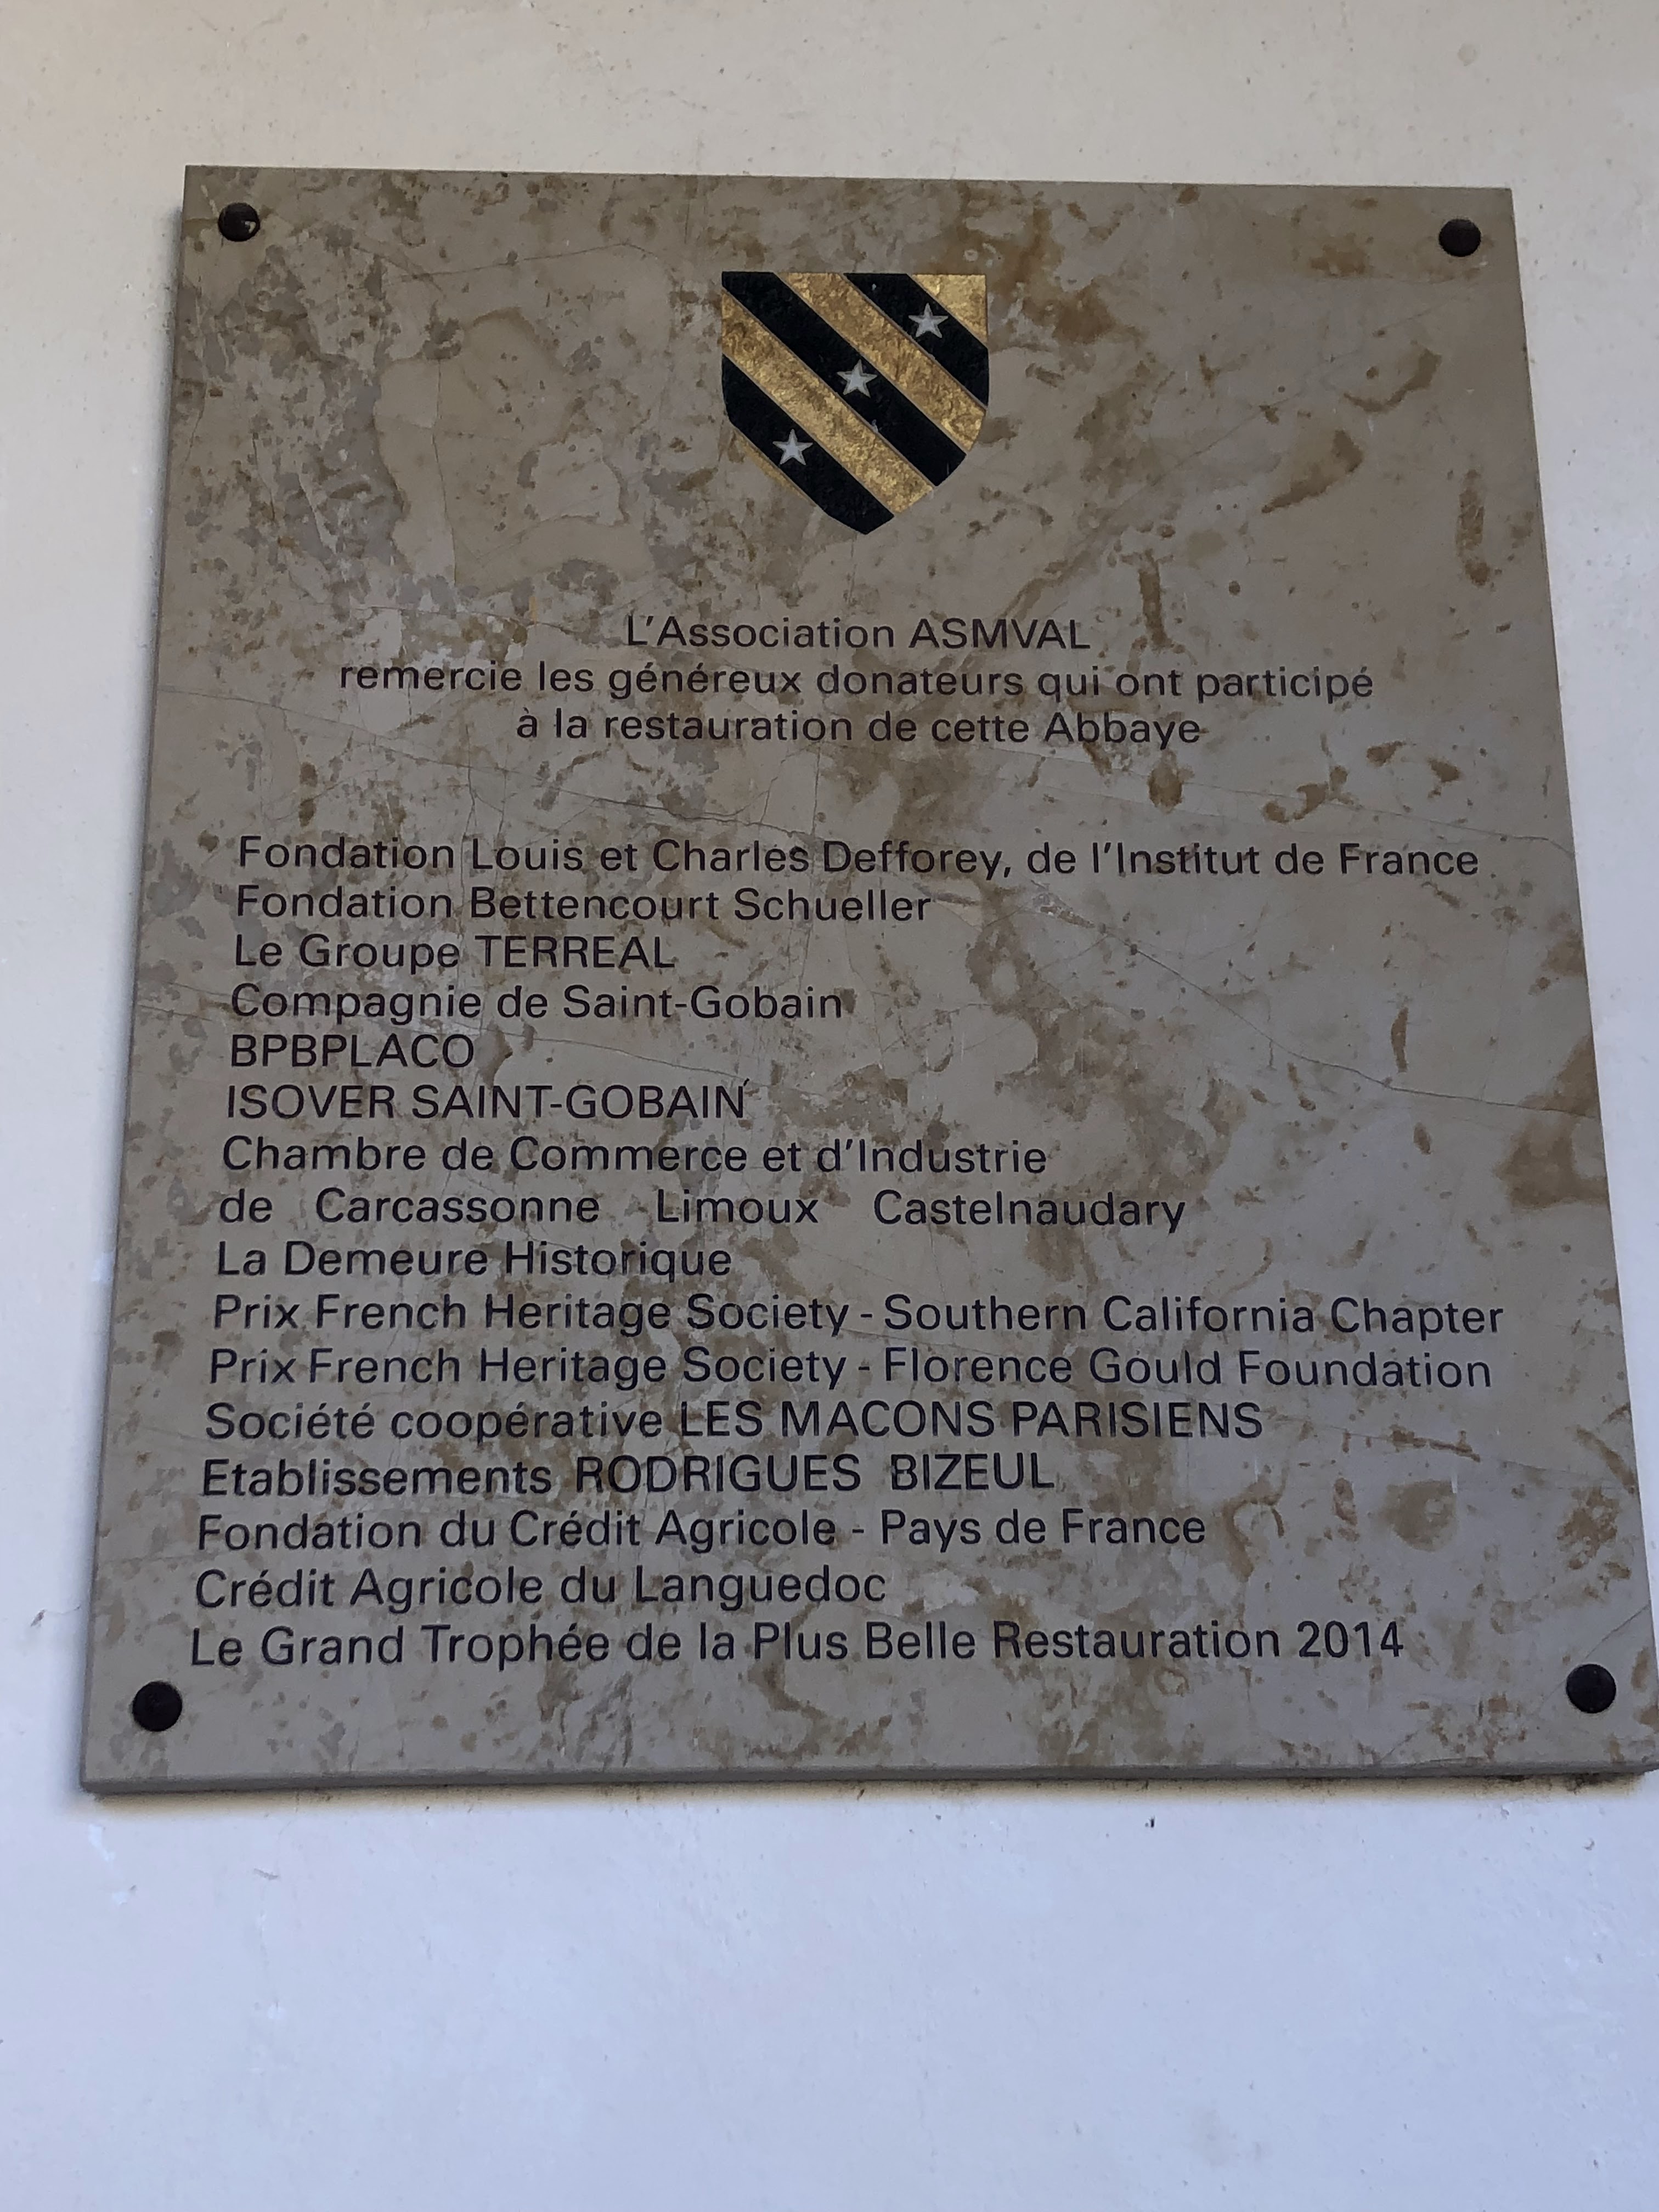 L'Association ASMVAL
remercie les généreux donateurs qui ont participé
à la restauration de cette Abbaye
Fondation Louis et Charles Defforey, de l'Institut de France
Fondation Bettencourt Schueller
Le Groupe TERREAL
Compagnie de Saint-Gobain
BPBPLACO
ISOVER SAINT-GOBAIN
Chambre de Commerce et d'Industrie
de Carcassonne Limoux Castelnaudary
La Demeure Historique
Prix French Heritage Society - Southern California Chapter
Prix French Heritage Society - Florence Gould Foundation
Société coopérative LES MACONS PARISIENS
Etablissements RODRIGUES BIZEUL
Fondation du Crédit Agricole - Pays de France
Crédit Agricole du Languedoc
Le Grand Trophée de la Plus Belle Restauration 2014